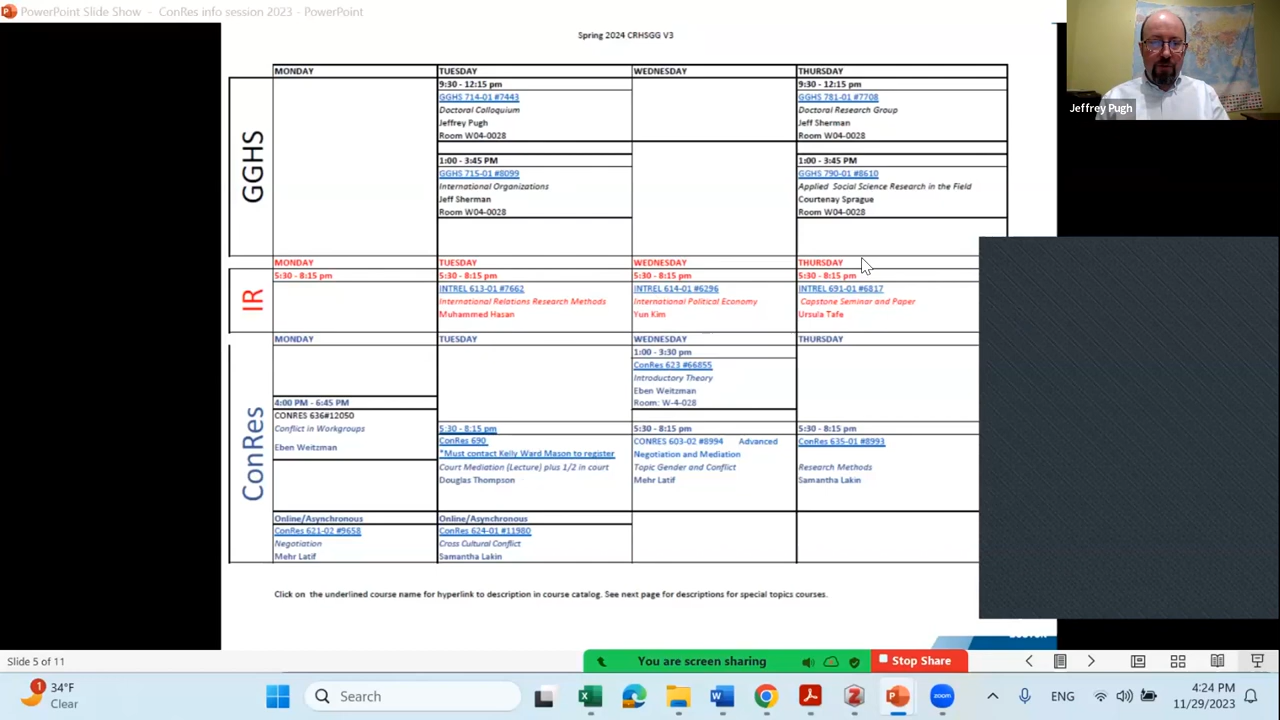 PowerPoint Slide Show - ConRes info session 2023 - PowerPoint
Jeffrey Pugh
Spring 2024 CRHSGG V3
GGHS
MONDAY
TUESDAY
WEDNESDAY
THURSDAY
9:30 - 12:15 pm
GGHS 714-01 #7443
Doctoral Colloquium
Jeffrey Pugh
Room W04-0028
9:30 - 12:15 pm
GGHS 781-01 #7708
Doctoral Research Group
Jeff Sherman
Room W04-0028
1:00 - 3:45 PM
GGHS 715-01 #8099
International Organizations
Jeff Sherman
Room W04-0028
1:00 - 3:45 PM
GGHS 790-01 #8610
Applied Social Science Research in the Field
Courtenay Sprague
Room W04-0028
IR
MONDAY
TUESDAY
WEDNESDAY
THURSDAY
5:30 - 8:15 pm
5:30 - 8:15 pm
INTREL 613-01 #7662
International Relations Research Methods
Muhammed Hasan
5:30 - 8:15 pm
INTREL 614-01 #6296
International Political Economy
Yun Kim
5:30 - 8:15 pm
INTREL 691-01 #6817
Capstone Seminar and Paper
Ursula Tafe
ConRes
MONDAY
TUESDAY
WEDNESDAY
THURSDAY
4:00 PM - 6:45 PM
CONRES 636#12050
Conflict in Workgroups
Eben Weitzman
1:00 - 3:30 pm
ConRes 623 #66855
Introductory Theory
Eben Weitzman
Room: W-4-028
5:30 - 8:15 pm
ConRes 690
*Must contact Kelly Ward Mason to register
Court Mediation (Lecture) plus 1/2 in court
Douglas Thompson
5:30 - 8:15 pm
CONRES 603-02 #8994 Advanced
Negotiation and Mediation
Topic Gender and Conflict
Mehr Latif
5:30 - 8:15 pm
ConRes 635-01 #8993
Research Methods
Samantha Lakin
Online/Asynchronous
ConRes 621-02 #9658
Negotiation
Mehr Latif
Online/Asynchronous
ConRes 624-01 #11980
Cross Cultural Conflict
Samantha Lakin
Click on the underlined course name for hyperlink to description in course catalog. See next page for descriptions for special topics courses.
Slide 5 of 11
You are screen sharing
Stop Share
1
34°F
Clear
Search
zoom
ENG
4:24 PM
11/29/2023